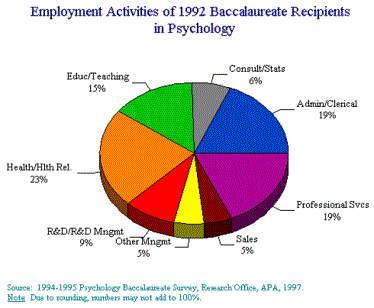 Employment Activities of 1992 Baccalaureate Recipients
in Psychology
Consult/Stats
6%
Educ/Teaching
15%
Admin/Clerical
19%
Health/Hlth Rel.
23%
Professional Svcs
19%
R&D/R&D Mngmt
9%
Other Mngmt
5%
Sales
5%
Source: 1994-1995 Psychology Baccalaureate Survey, Research Office, APA, 1997.
Note Due to rounding, numbers may not add to 100%.